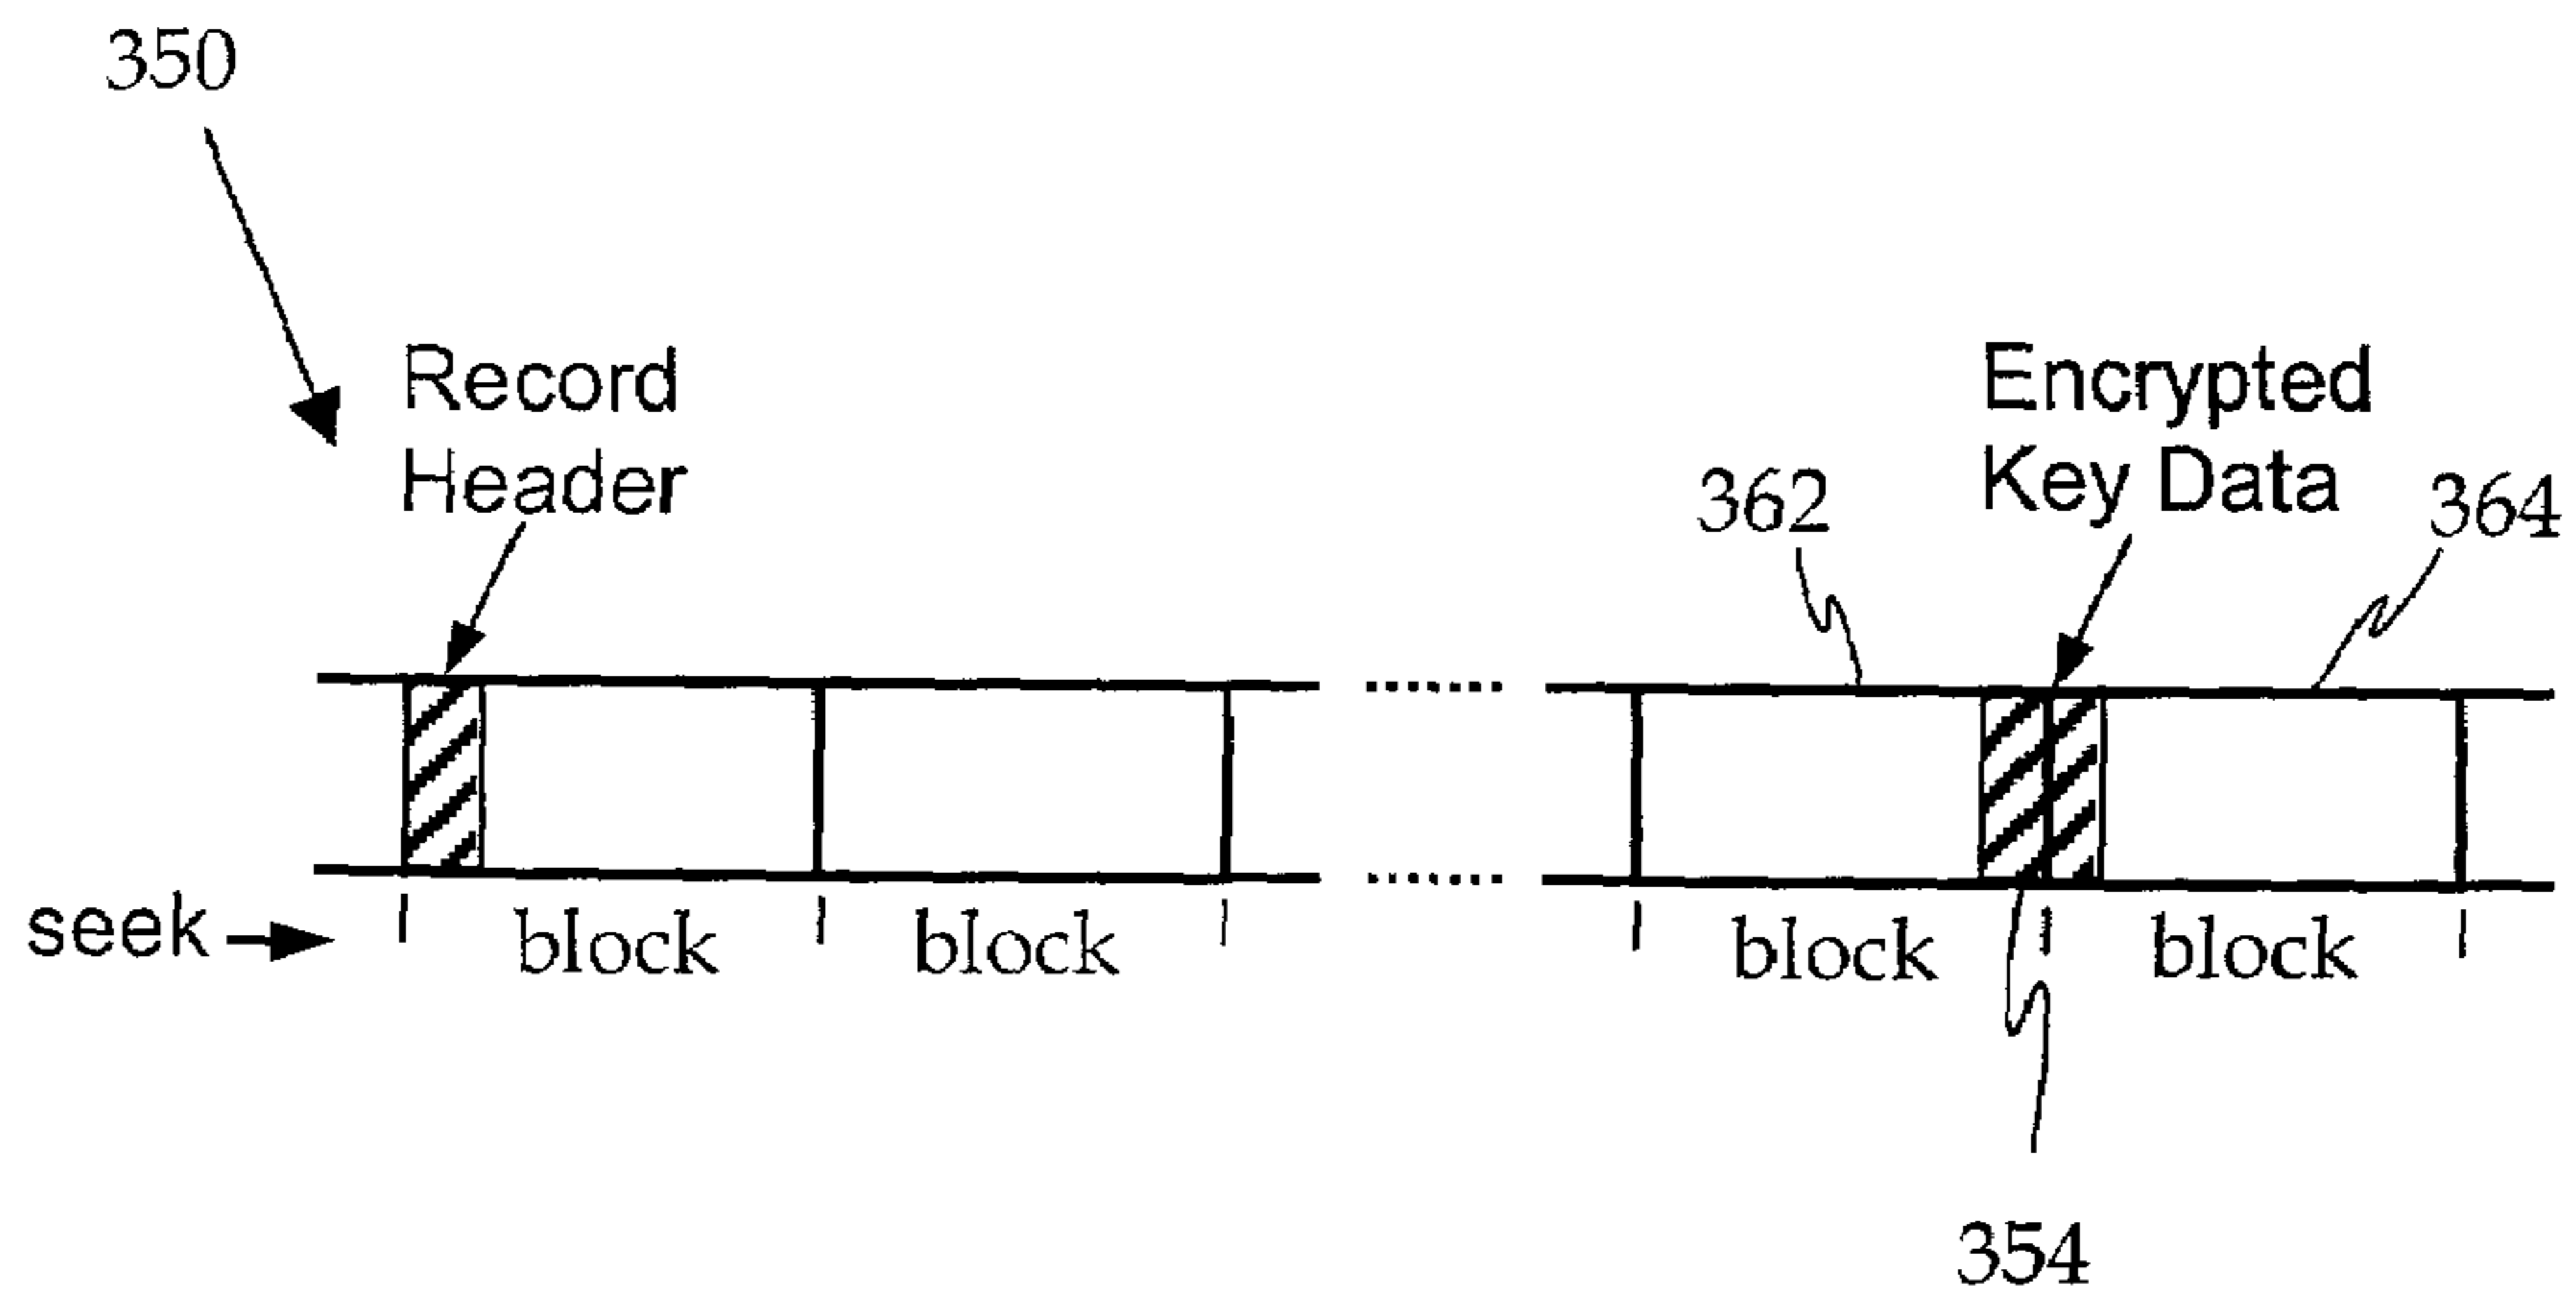 350
Record
Header
Encrypted
Key Data
362
364
seek
block
block
block
block
354